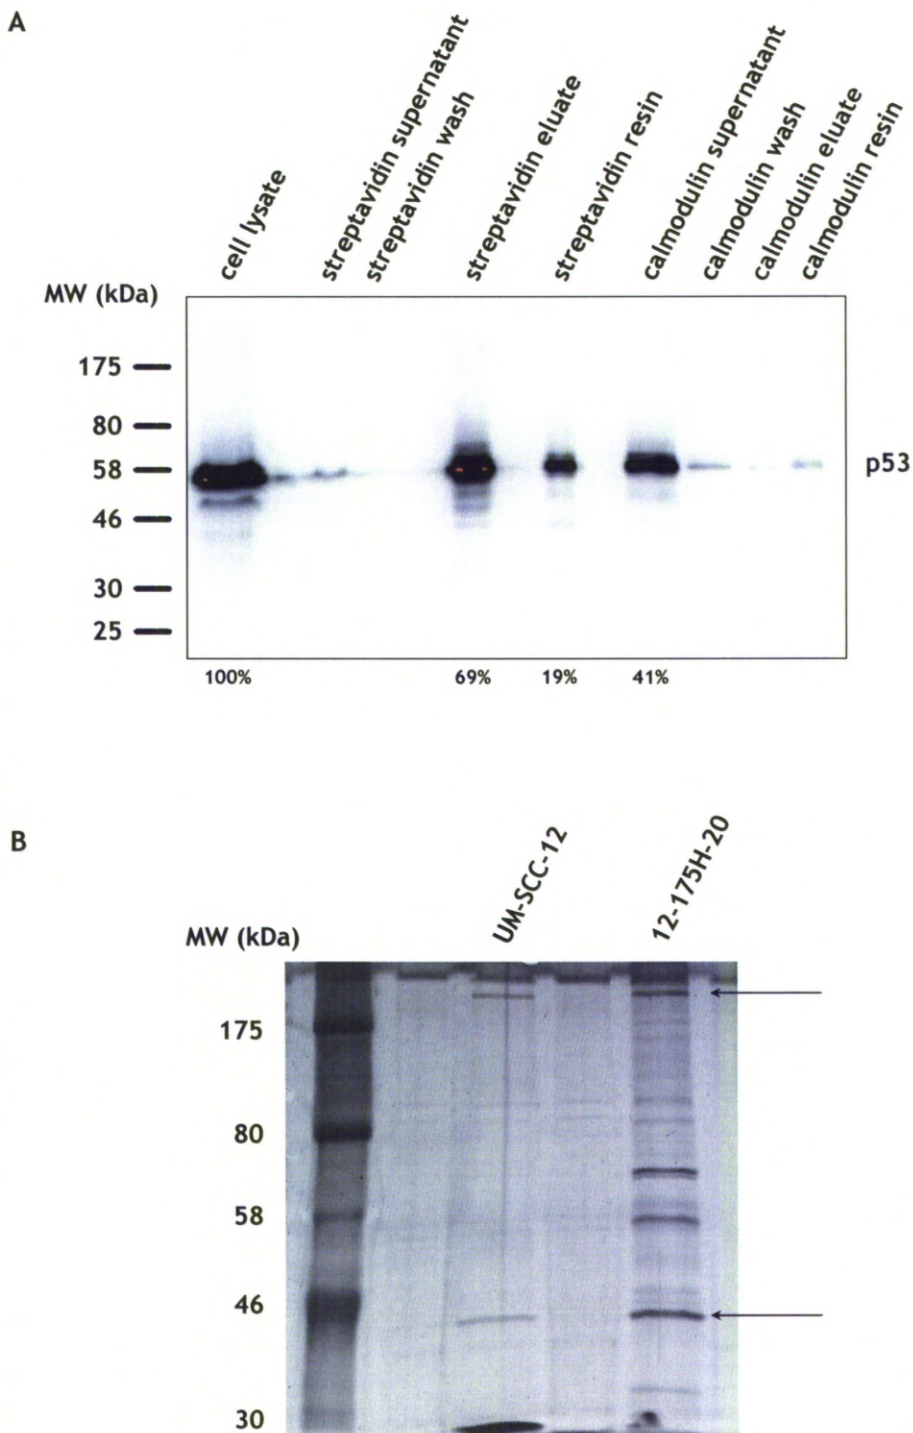 A
cell lysate
streptavidin supernatant
streptavidin wash
streptavidin eluate
streptavidin resin
calmodulin supernatant
calmodulin wash
calmodulin eluate
calmodulin resin
MW (kDa)
175
80
58
p53
46
30
25
100% 69% 19% 41%
B
UM-SCC-12
12-175H-20
MW (kDa)
175
80
58
46
30